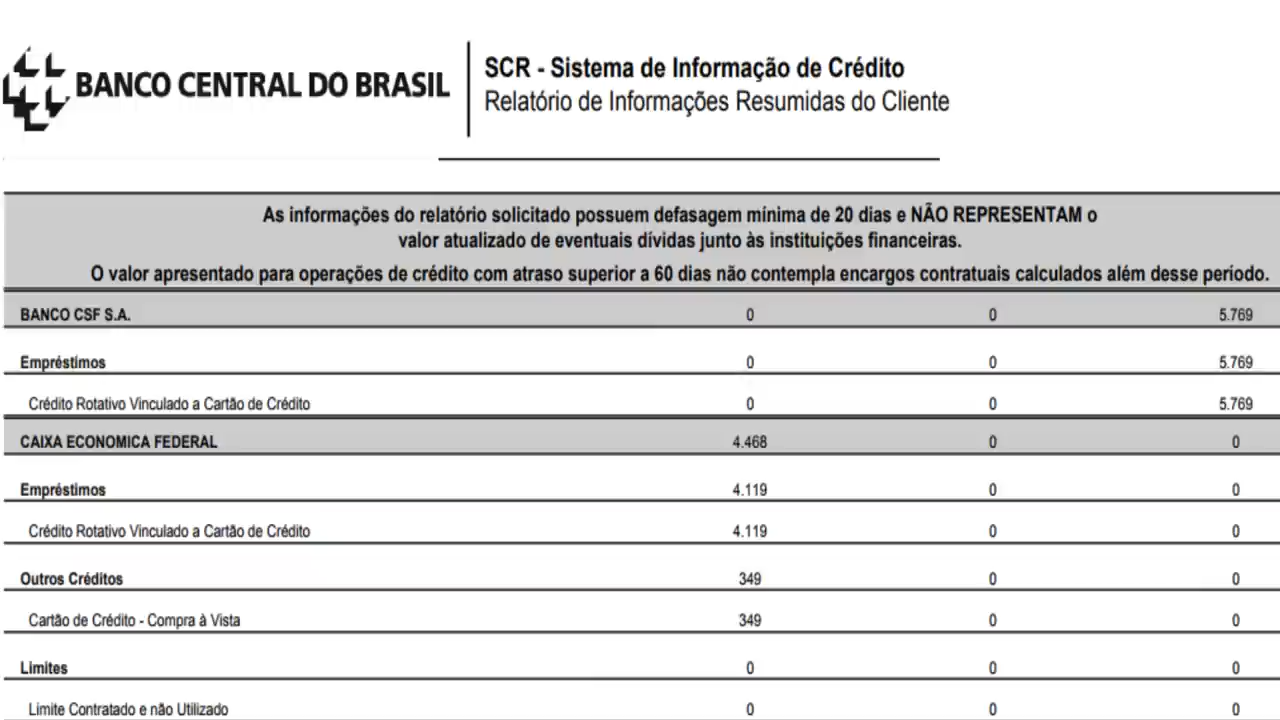 BANCO CENTRAL DO BRASIL
SCR - Sistema de Informação de Crédito
Relatório de Informações Resumidas do Cliente
As informações do relatório solicitado possuem defasagem mínima de 20 dias e NÃO REPRESENTAM o
valor atualizado de eventuais dívidas junto às instituições financeiras.
O valor apresentado para operações de crédito com atraso superior a 60 dias não contempla encargos contratuais calculados além desse período.
BANCO CSF S.A. 0 0 5.769
Empréstimos 0 0 5.769
Crédito Rotativo Vinculado a Cartão de Crédito 0 0 5.769
CAIXA ECONOMICA FEDERAL 4.468 0 0
Empréstimos 4.119 0 0
Crédito Rotativo Vinculado a Cartão de Crédito 4.119 0 0
Outros Créditos 349 0 0
Cartão de Crédito - Compra à Vista 349 0 0
Limites 0 0 0
Limite Contratado e não Utilizado 0 0 0